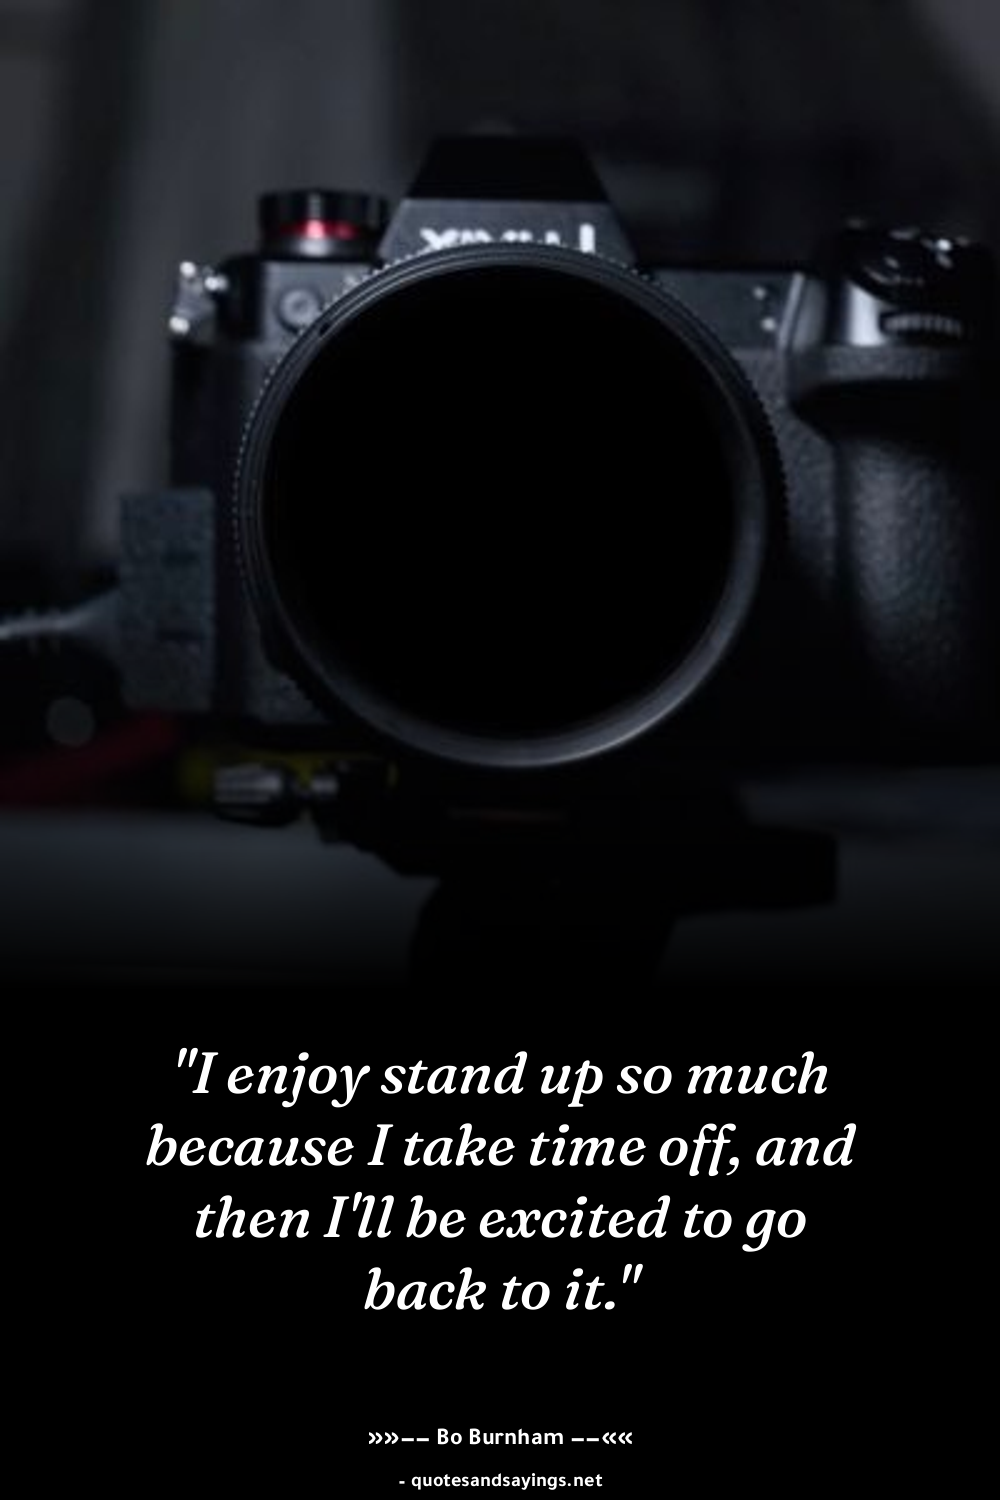 "I enjoy stand up so much
because I take time off, and
then I'll be excited to go
back to it."
»»–– Bo Burnham ––««
- quotesandsayings.net